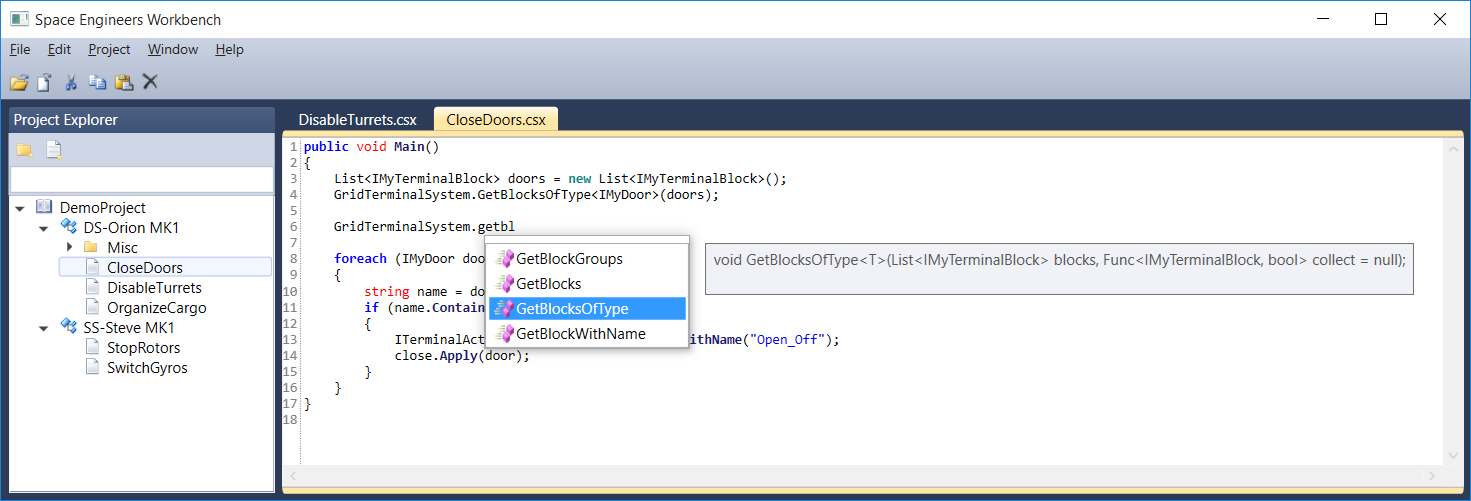 Space Engineers Workbench
File Edit Project Window Help
Project Explorer
DemoProject
DS-Orion MK1
Misc
CloseDoors
DisableTurrets
OrganizeCargo
SS-Steve MK1
StopRotors
SwitchGyros
DisableTurrets.csx CloseDoors.csx
1 public void Main()
2 {
3 List<IMyTerminalBlock> doors = new List<IMyTerminalBlock>();
4 GridTerminalSystem.GetBlocksOfType<IMyDoor>(doors);
5
6 GridTerminalSystem.getbl
7
8 foreach (IMyDoor doo
9 {
10 string name = do
11 if (name.Contain
12 {
13 ITerminalAct ithName("Open_Off");
14 close.Apply(door);
15 }
16 }
17 }
18
GetBlockGroups
GetBlocks
GetBlocksOfType
GetBlockWithName
void GetBlocksOfType<T>(List<IMyTerminalBlock> blocks, Func<IMyTerminalBlock, bool> collect = null);